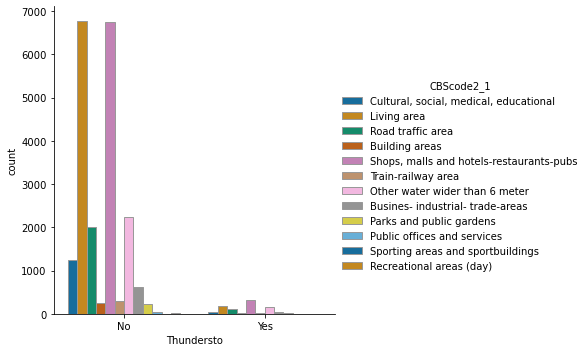 7000
6000
5000
4000
3000
2000
1000
0
count
No
Yes
Thundersto
CBScode2_1
Cultural, social, medical, educational
Living area
Road traffic area
Building areas
Shops, malls and hotels-restaurants-pubs
Train-railway area
Other water wider than 6 meter
Busines- industrial- trade-areas
Parks and public gardens
Public offices and services
Sporting areas and sportbuildings
Recreational areas (day)